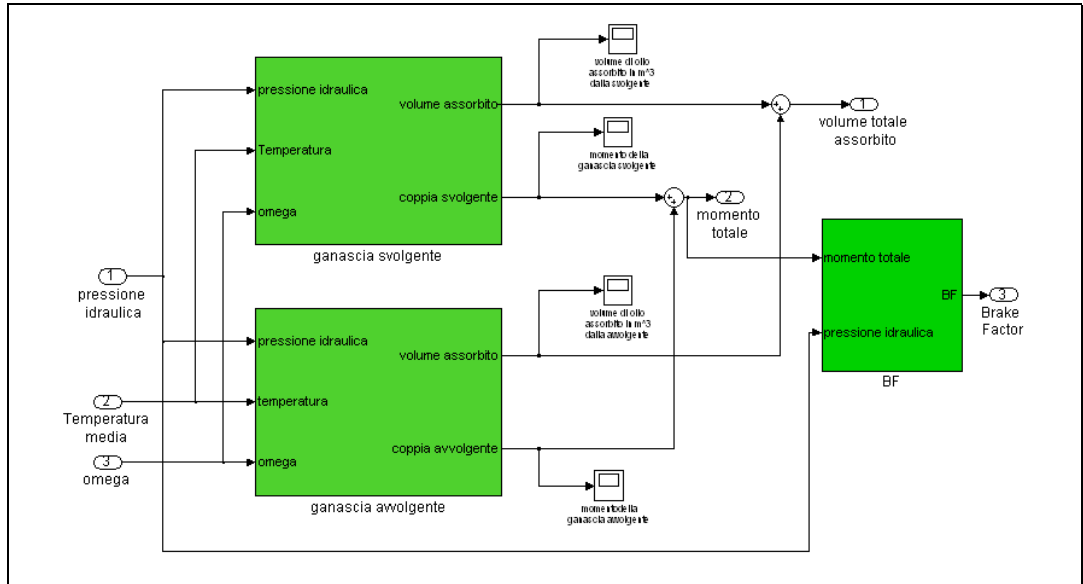 volume di olio
assorbito in m^3
dalla svolgente
pressione idraulica
volume assorbito
1
volume totale
assorbito
Temperatura
momento della
ganascia svolgente
coppia svolgente
2
momento
totale
omega
ganascia svolgente
momento totale
1
pressione
idraulica
BF
3
Brake
Factor
volume di olio
assorbito in m^3
dalla avvolgente
pressione idraulica
pressione idraulica
volume assorbito
BF
2
Temperatura
media
temperatura
coppia avvolgente
3
omega
omega
momentodella
ganascia avvolgente
ganascia avvolgente